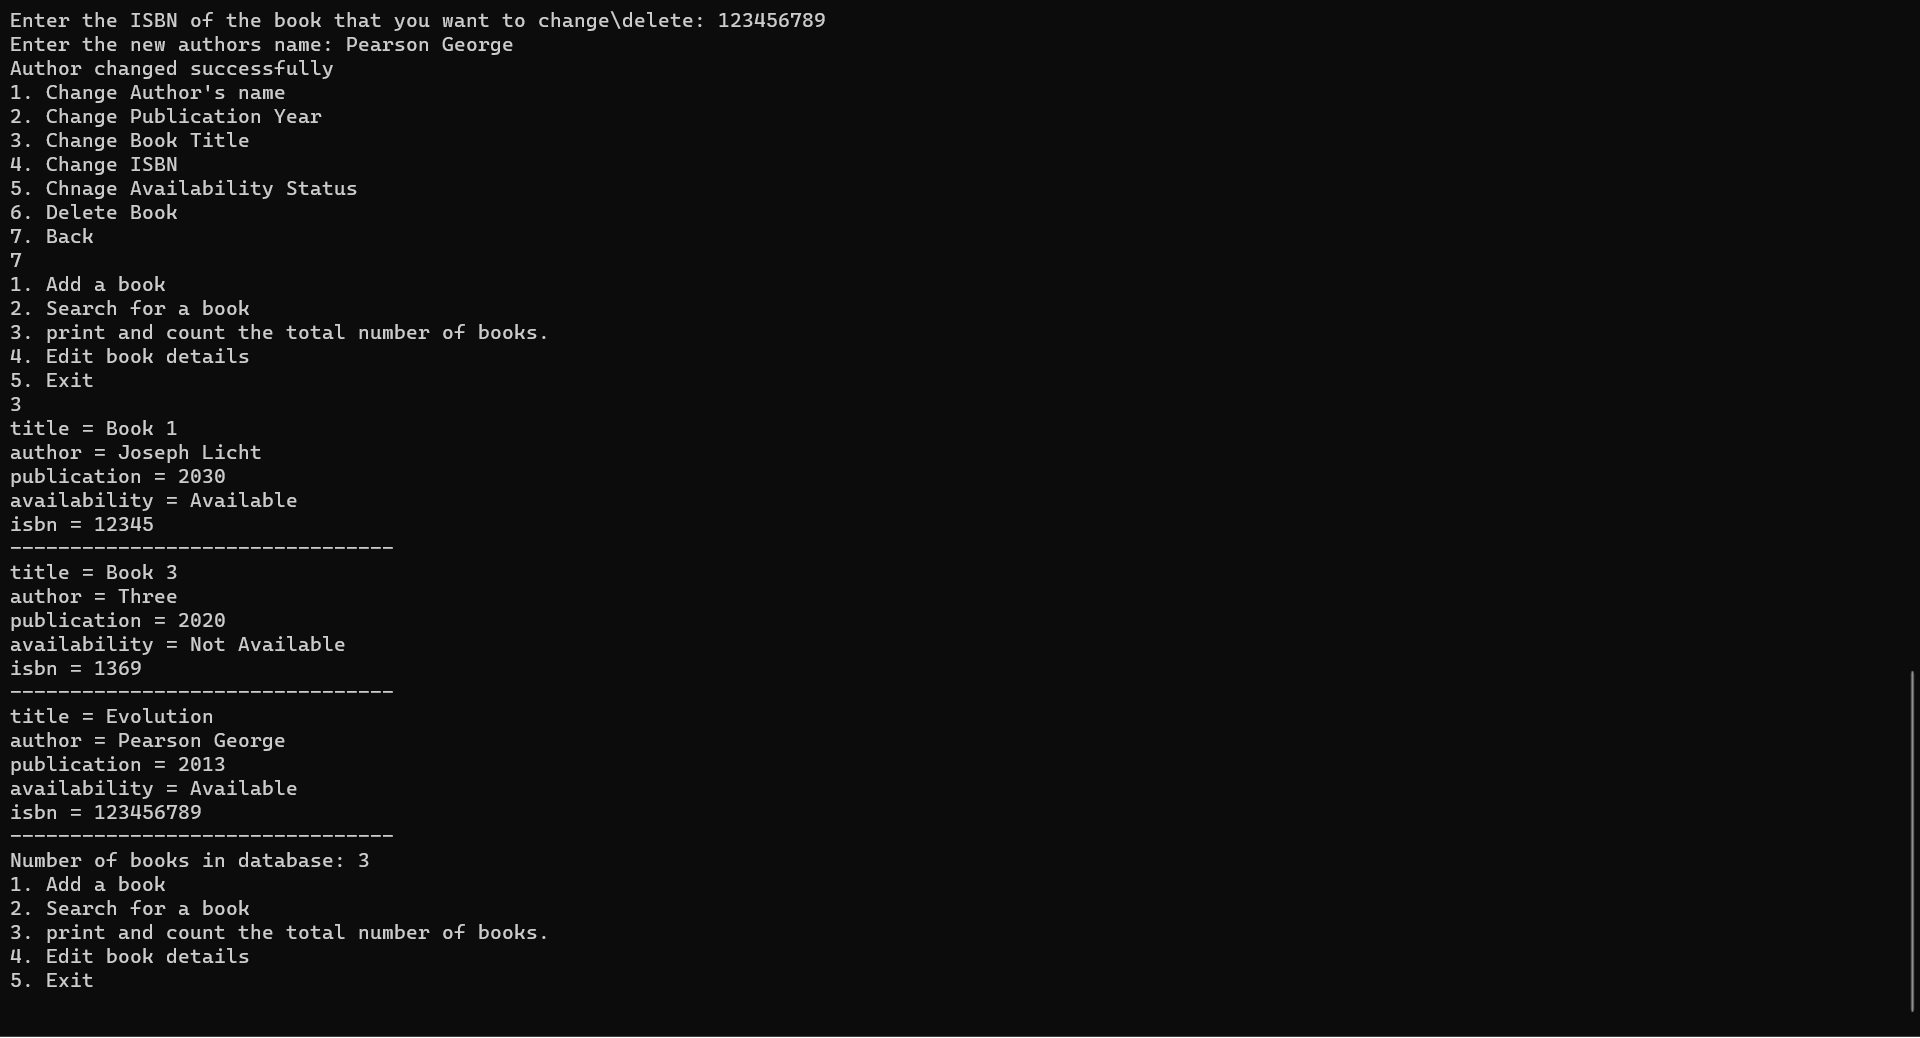 Enter the ISBN of the book that you want to change\delete: 123456789
Enter the new authors name: Pearson George
Author changed successfully
1. Change Author's name
2. Change Publication Year
3. Change Book Title
4. Change ISBN
5. Chnage Availability Status
6. Delete Book
7. Back
7
1. Add a book
2. Search for a book
3. print and count the total number of books.
4. Edit book details
5. Exit
3
title = Book 1
author = Joseph Licht
publication = 2030
availability = Available
isbn = 12345
--------------------------------
title = Book 3
author = Three
publication = 2020
availability = Not Available
isbn = 1369
--------------------------------
title = Evolution
author = Pearson George
publication = 2013
availability = Available
isbn = 123456789
--------------------------------
Number of books in database: 3
1. Add a book
2. Search for a book
3. print and count the total number of books.
4. Edit book details
5. Exit